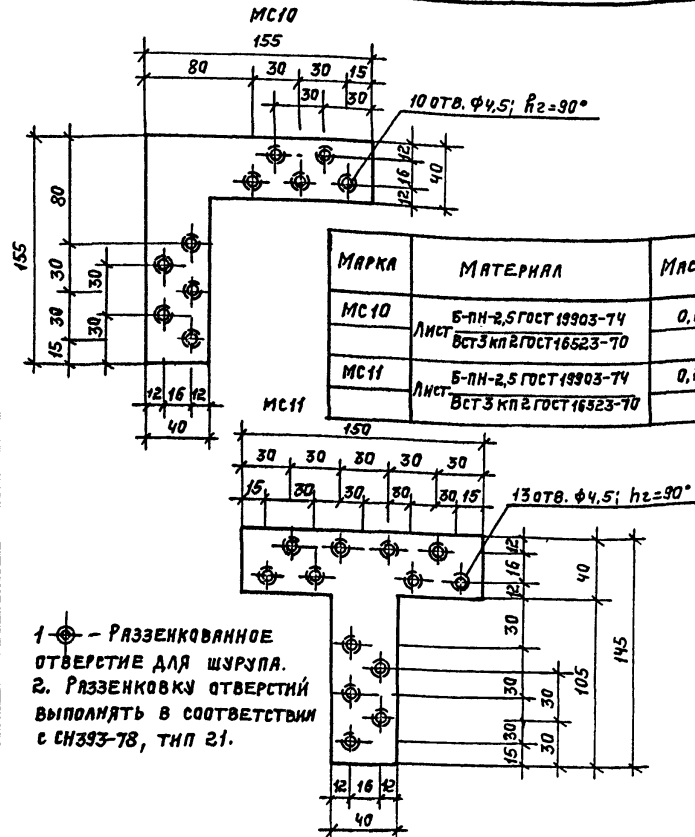 МС10
155
80 30 30 15
30 30
10 отв. ф4,5; hz=90°
12 16 12
40
155
80 30 30 15
30 30
12 16 12
40
МАРКА МАТЕРИАЛ
МС10 Лист Б-ПН-2,5 ГОСТ 19903-74
ВСт3кп2 ГОСТ 16523-70
МС11 Лист Б-ПН-2,5 ГОСТ 19903-74
ВСт3кп2 ГОСТ 16523-70
МС11
150
30 30 30 30 30
15 30 30 30 30 15
13 отв. ф4,5; hz=90°
12 16 12
40
30 30 30 15
30 30
105
145
12 16 12
40
1 - РАЗЗЕНКОВАННОЕ
ОТВЕРСТИЕ ДЛЯ ШУРУПА.
2. РАЗЗЕНКОВКУ ОТВЕРСТИЙ
ВЫПОЛНЯТЬ В СООТВЕТСТВИИ
С СН393-78, ТИП 21.